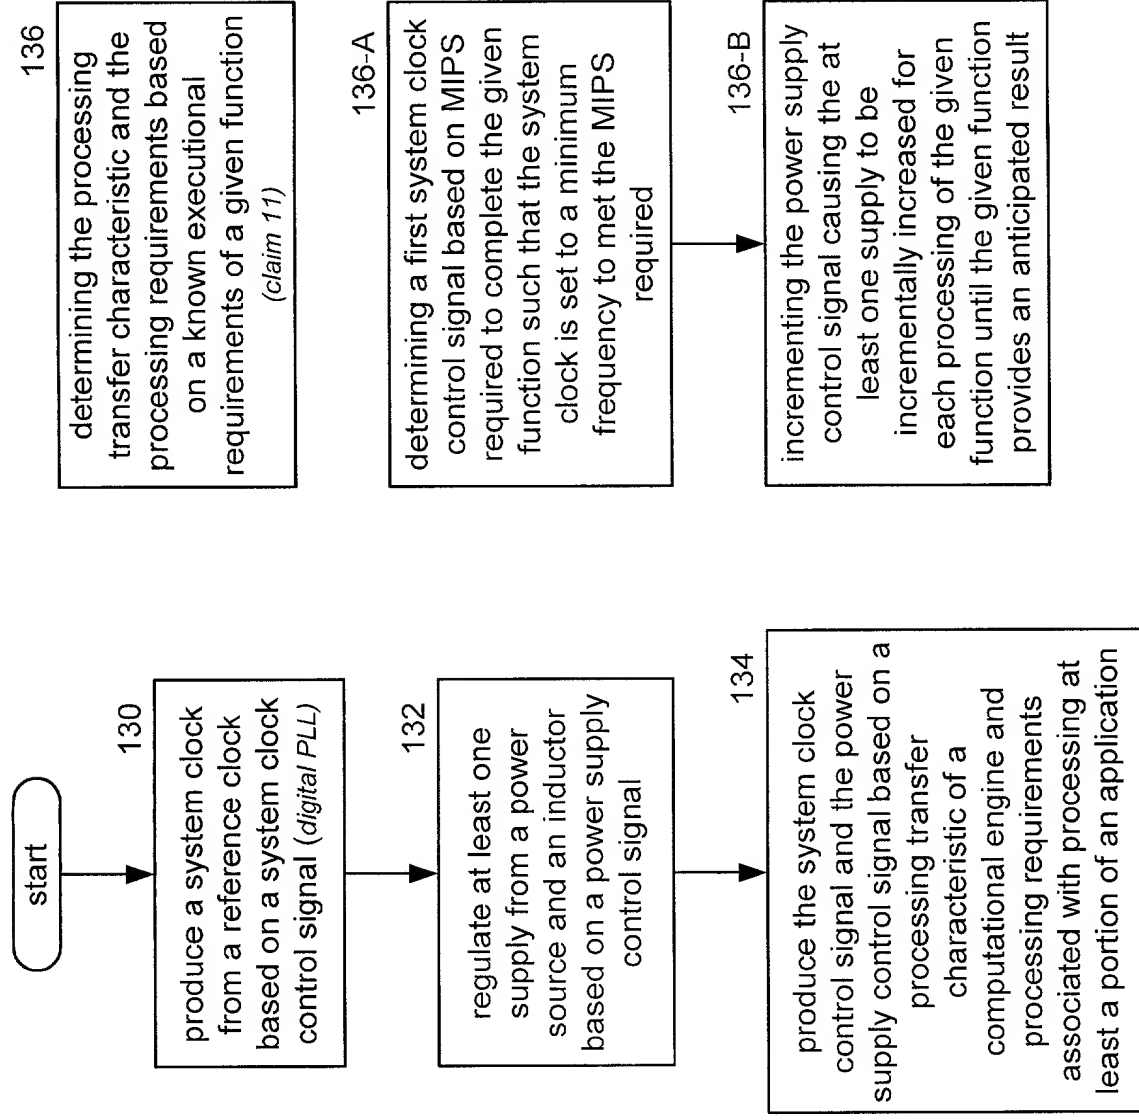 start
130
produce a system clock
from a reference clock
based on a system clock
control signal (digital PLL)
132
regulate at least one
supply from a power
source and an inductor
based on a power supply
control signal
134
produce the system clock
control signal and the power
supply control signal based on a
processing transfer
characteristic of a
computational engine and
processing requirements
associated with processing at
least a portion of an application
136
determining the processing
transfer characteristic and the
processing requirements based
on a known executional
requirements of a given function
(claim 11)
136-A
determining a first system clock
control signal based on MIPS
required to complete the given
function such that the system
clock is set to a minimum
frequency to met the MIPS
required
136-B
incrementing the power supply
control signal causing the at
least one supply to be
incrementally increased for
each processing of the given
function until the given function
provides an anticipated result